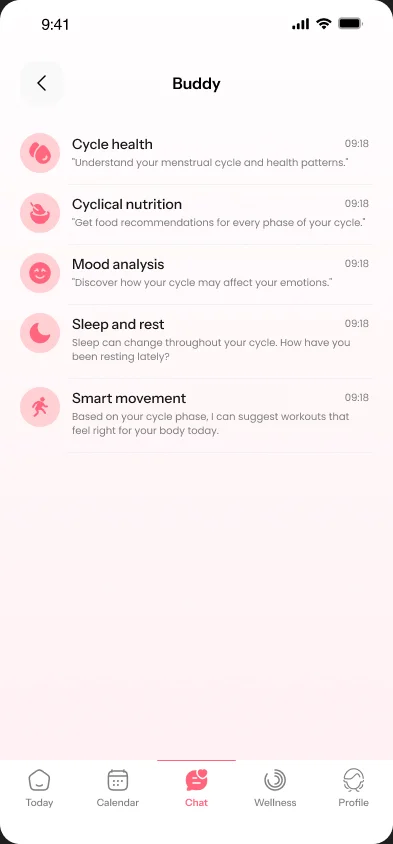 9:41
Buddy
Cycle health
09:18
"Understand your menstrual cycle and health patterns."
Cyclical nutrition
09:18
"Get food recommendations for every phase of your cycle."
Mood analysis
09:18
"Discover how your cycle may affect your emotions."
Sleep and rest
09:18
Sleep can change throughout your cycle. How have you
been resting lately?
Smart movement
09:18
Based on your cycle phase, I can suggest workouts that
feel right for your body today.
Today
Calendar
Chat
Wellness
Profile